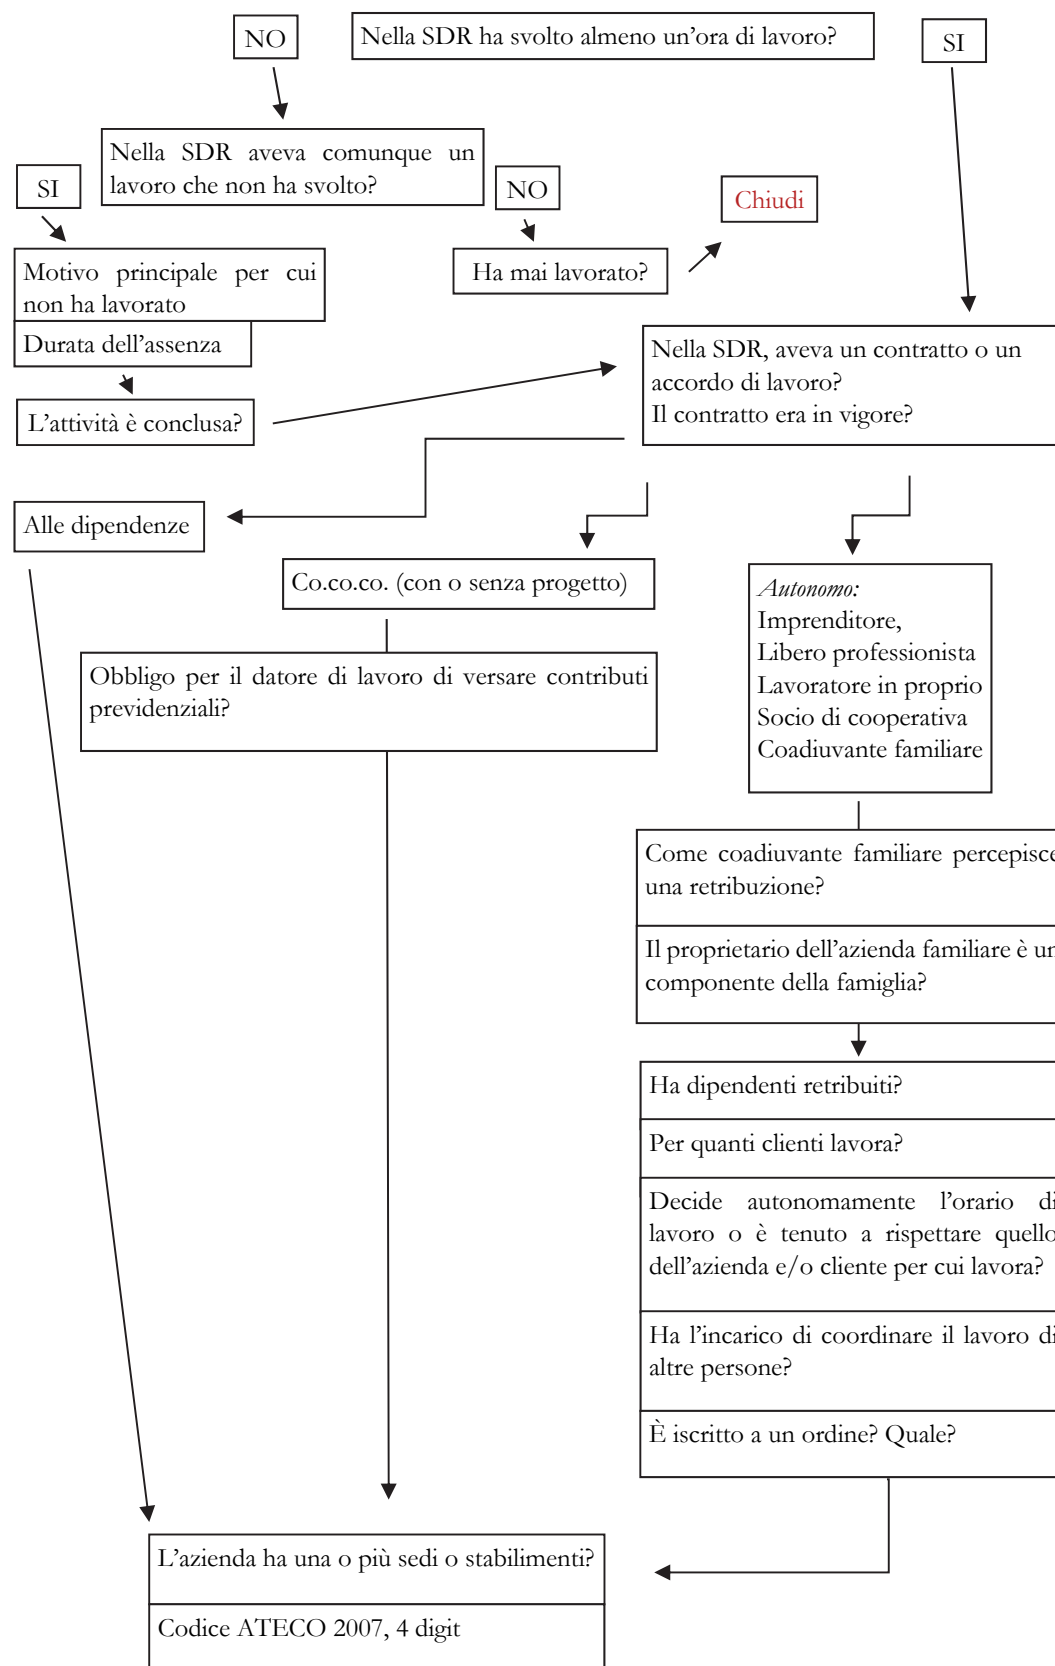 NO
Nella SDR ha svolto almeno un'ora di lavoro?
SI
Nella SDR aveva comunque un
lavoro che non ha svolto?
SI
NO
Chiudi
Motivo principale per cui
non ha lavorato
Ha mai lavorato?
Durata dell'assenza
L'attività è conclusa?
Nella SDR, aveva un contratto o un
accordo di lavoro?
Il contratto era in vigore?
Alle dipendenze
Co.co.co. (con o senza progetto)
Autonomo:
Imprenditore,
Libero professionista
Lavoratore in proprio
Socio di cooperativa
Coadiuvante familiare
Obbligo per il datore di lavoro di versare contributi
previdenziali?
Come coadiuvante familiare percepisce
una retribuzione?
Il proprietario dell'azienda familiare è un
componente della famiglia?
Ha dipendenti retribuiti?
Per quanti clienti lavora?
Decide autonomamente l'orario di
lavoro o è tenuto a rispettare quello
dell'azienda e/o cliente per cui lavora?
Ha l'incarico di coordinare il lavoro di
altre persone?
È iscritto a un ordine? Quale?
L'azienda ha una o più sedi o stabilimenti?
Codice ATECO 2007, 4 digit